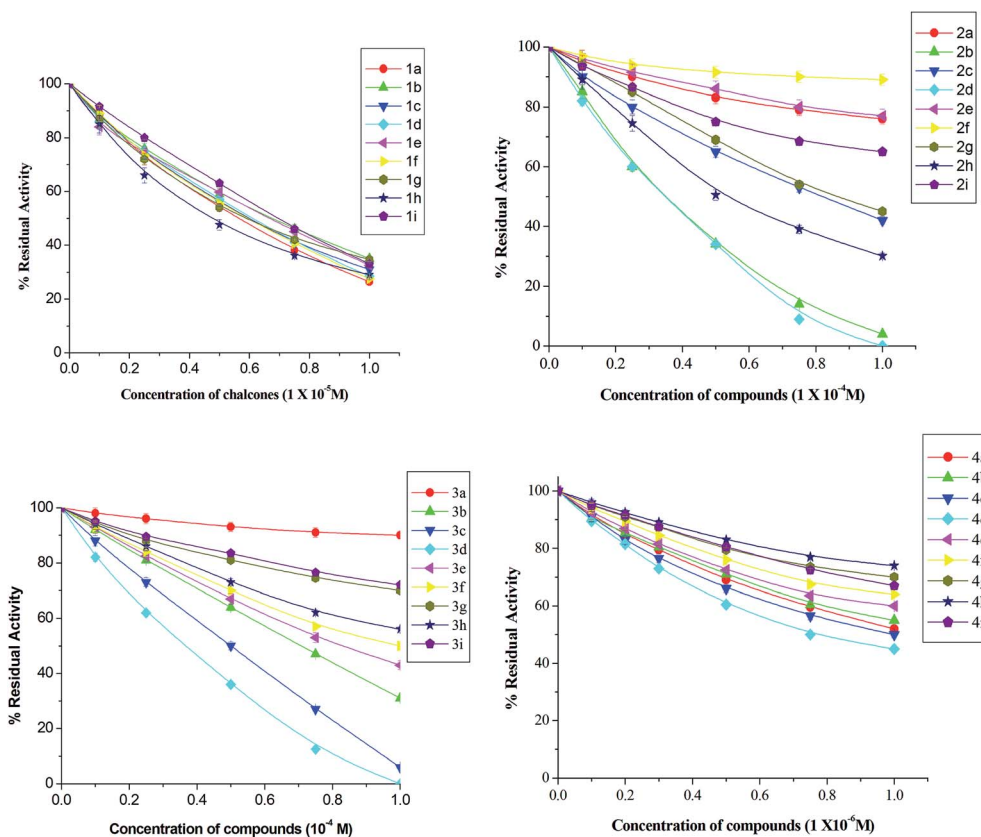 % Residual Activity
100
80
60
40
20
0
0.0 0.2 0.4 0.6 0.8 1.0
Concentration of chalcones (1 X 10-5M)
1a
1b
1c
1d
1e
1f
1g
1h
1i
% Residual Activity
100
80
60
40
20
0
0.0 0.2 0.4 0.6 0.8 1.0
Concentration of compounds (1 X 10-4M)
2a
2b
2c
2d
2e
2f
2g
2h
2i
% Residual Activity
100
80
60
40
20
0
0.0 0.2 0.4 0.6 0.8 1.0
Concentration of compounds (10-4 M)
3a
3b
3c
3d
3e
3f
3g
3h
3i
% Residual Activity
100
80
60
40
20
0
0.0 0.2 0.4 0.6 0.8 1.0
Concentration of compounds (1 X10-6M)